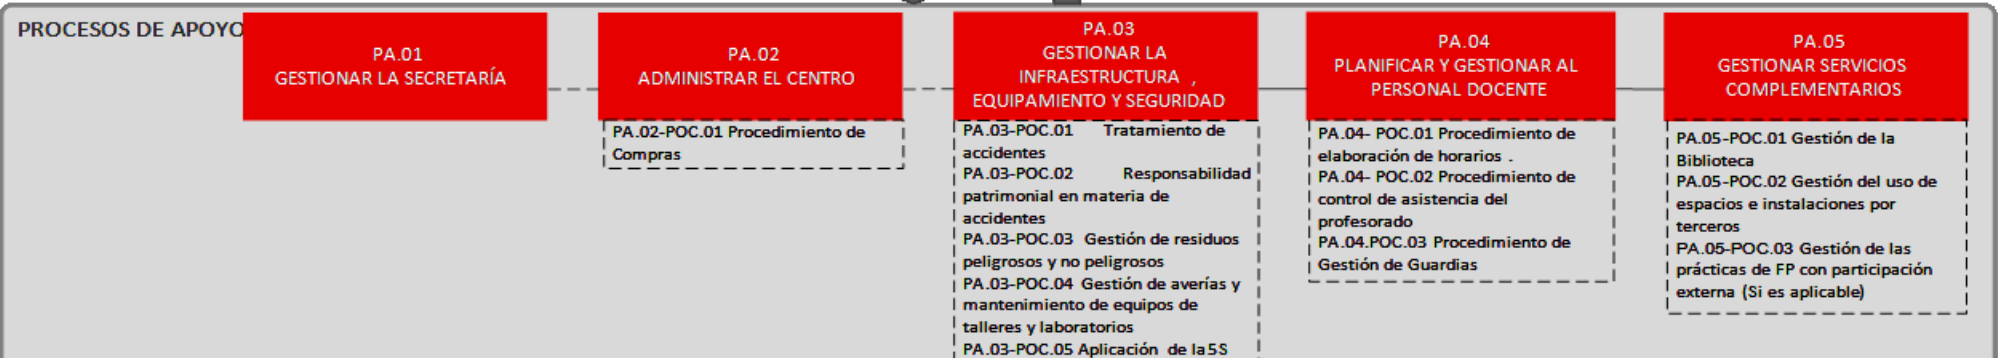 PROCESOS DE APOYO
PA.01
GESTIONAR LA SECRETARÍA
PA.02
ADMINISTRAR EL CENTRO
PA.02-POC.01 Procedimiento de
Compras
PA.03
GESTIONAR LA
INFRAESTRUCTURA ,
EQUIPAMIENTO Y SEGURIDAD
PA.03-POC.01 Tratamiento de
accidentes
PA.03-POC.02 Responsabilidad
patrimonial en materia de
accidentes
PA.03-POC.03 Gestión de residuos
peligrosos y no peligrosos
PA.03-POC.04 Gestión de averías y
mantenimiento de equipos de
talleres y laboratorios
PA.03-POC.05 Aplicación de la 5S
PA.04
PLANIFICAR Y GESTIONAR AL
PERSONAL DOCENTE
PA.04- POC.01 Procedimiento de
elaboración de horarios .
PA.04- POC.02 Procedimiento de
control de asistencia del
profesorado
PA.04.POC.03 Procedimiento de
Gestión de Guardias
PA.05
GESTIONAR SERVICIOS
COMPLEMENTARIOS
PA.05-POC.01 Gestión de la
Biblioteca
PA.05-POC.02 Gestión del uso de
espacios e instalaciones por
terceros
PA.05-POC.03 Gestión de las
prácticas de FP con participación
externa (Si es aplicable)